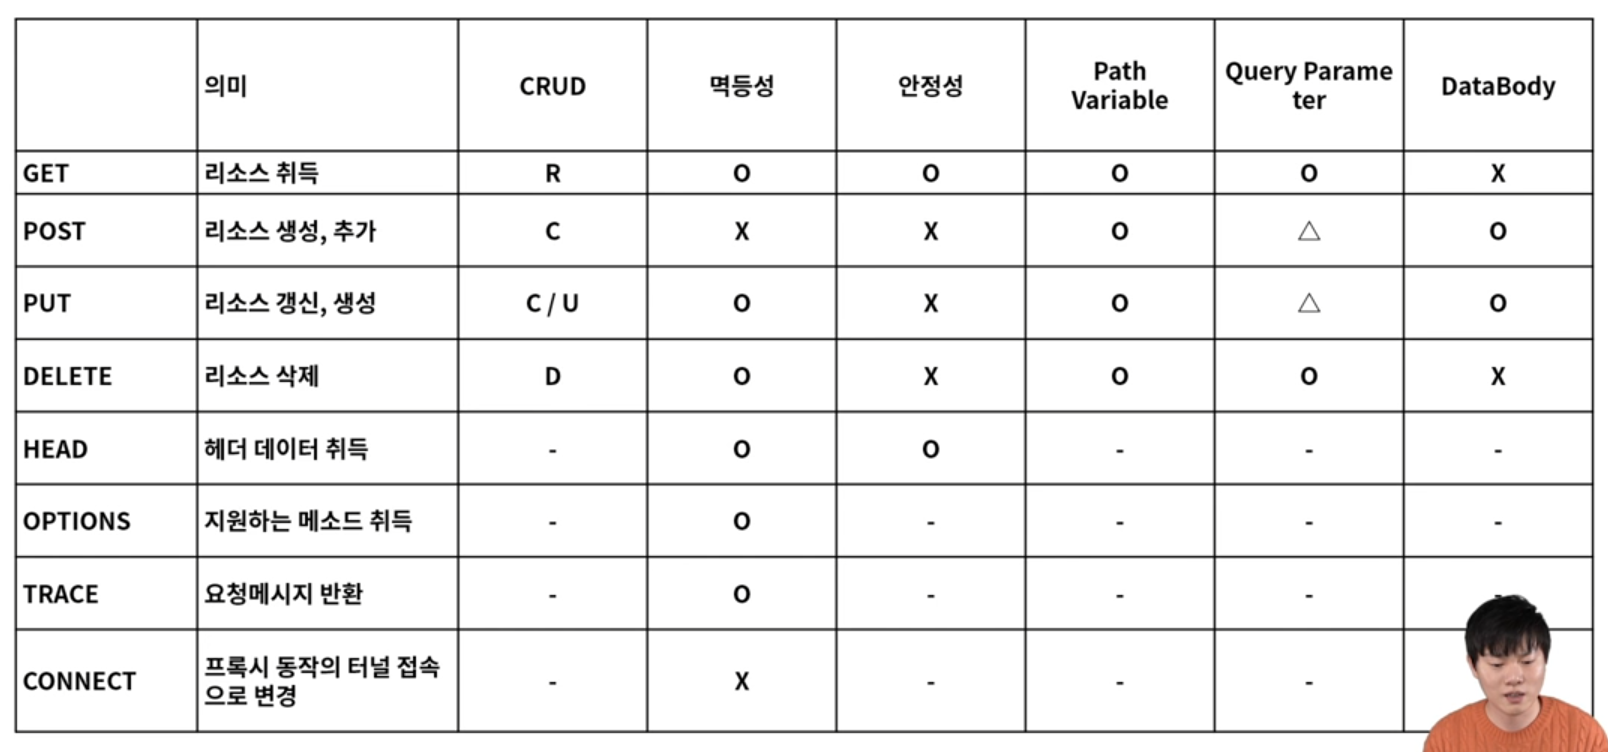 의미 CRUD 멱등성 안정성 Path Variable Query Parame ter DataBody
GET 리소스 취득 R O O O O X
POST 리소스 생성, 추가 C X X O △ O
PUT 리소스 갱신, 생성 C / U O X O △ O
DELETE 리소스 삭제 D O X O O X
HEAD 헤더 데이터 취득 - O O - - -
OPTIONS 지원하는 메소드 취득 - O - - - -
TRACE 요청메시지 반환 - O - - - -
CONNECT 프록시 동작의 터널 접속 으로 변경 - X - - -